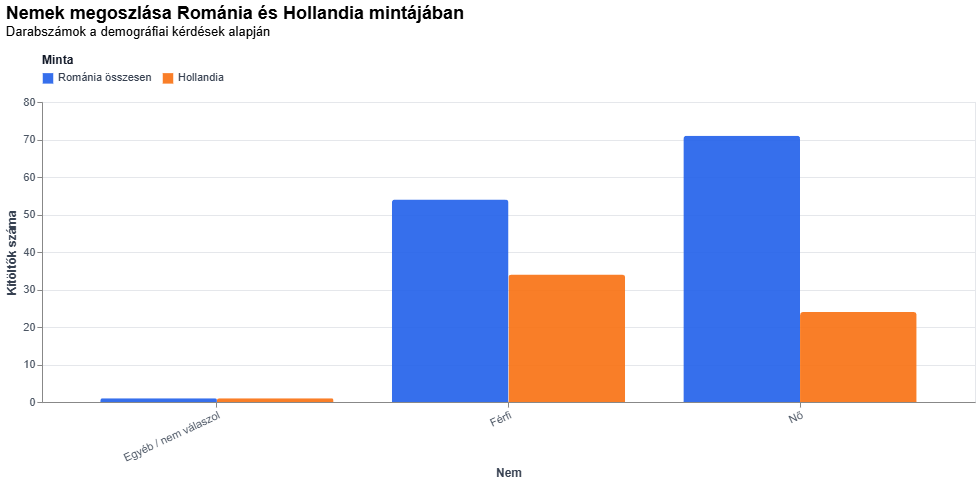 Nemek megoszlása Románia és Hollandia mintájában
Darabszámok a demográfiai kérdések alapján
Minta
Románia összesen
Hollandia
80
70
60
50
40
30
20
10
0
Kitöltők száma
Egyéb / nem válaszol
Férfi
Nő
Nem